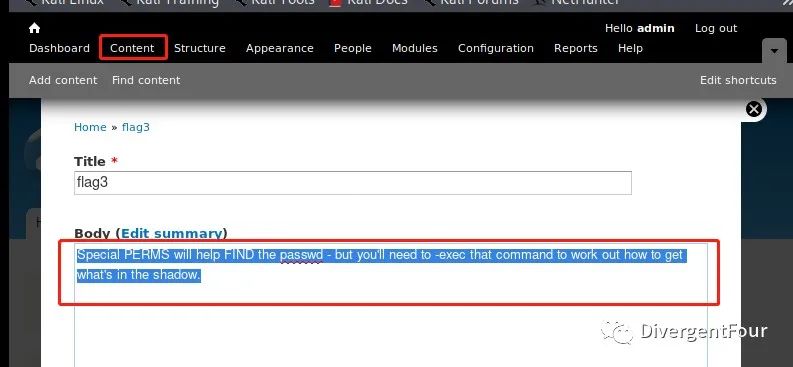 Kali Linux Kali Training Kali Tools Kali Docs Kali Forums NetHunter
Hello admin Log out
Dashboard Content Structure Appearance People Modules Configuration Reports Help
Add content Find content Edit shortcuts
Home » flag3
Title *
flag3
Body (Edit summary)
Special PERMS will help FIND the passwd - but you'll need to -exec that command to work out how to get
what's in the shadow.
DivergentFour